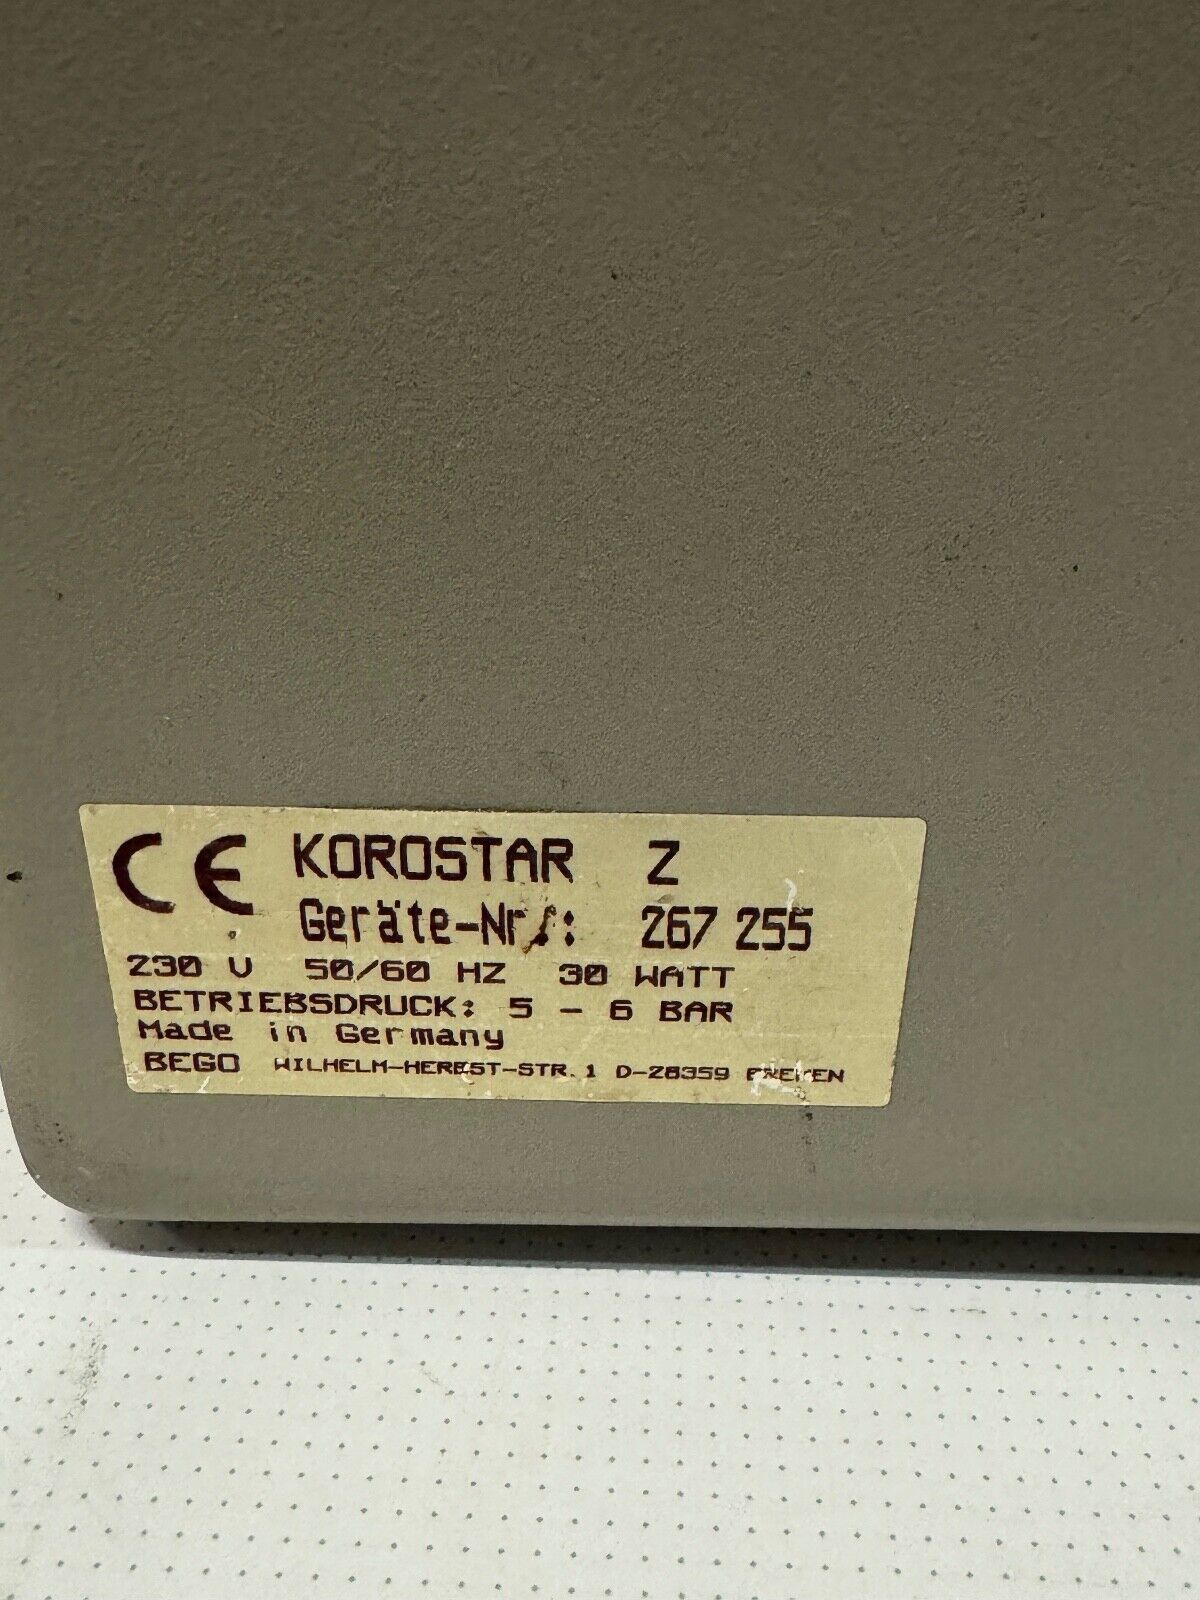 CE KOROSTAR Z
Geräte-Nr.: 267 255
230 V 50/60 HZ 30 WATT
BETRIEBSDRUCK: 5 - 6 BAR
Made in Germany
BEGO WILHELM-HERBST-STR.1 D-28359 BREMEN